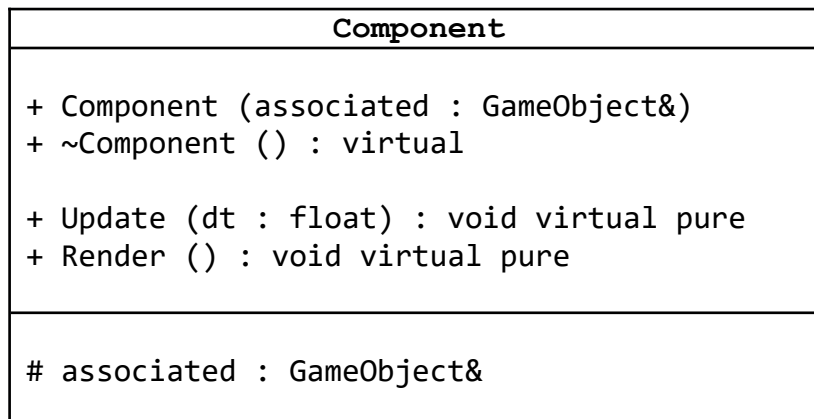 Component
+ Component (associated : GameObject&)
+ ~Component () : virtual
+ Update (dt : float) : void virtual pure
+ Render () : void virtual pure
# associated : GameObject&